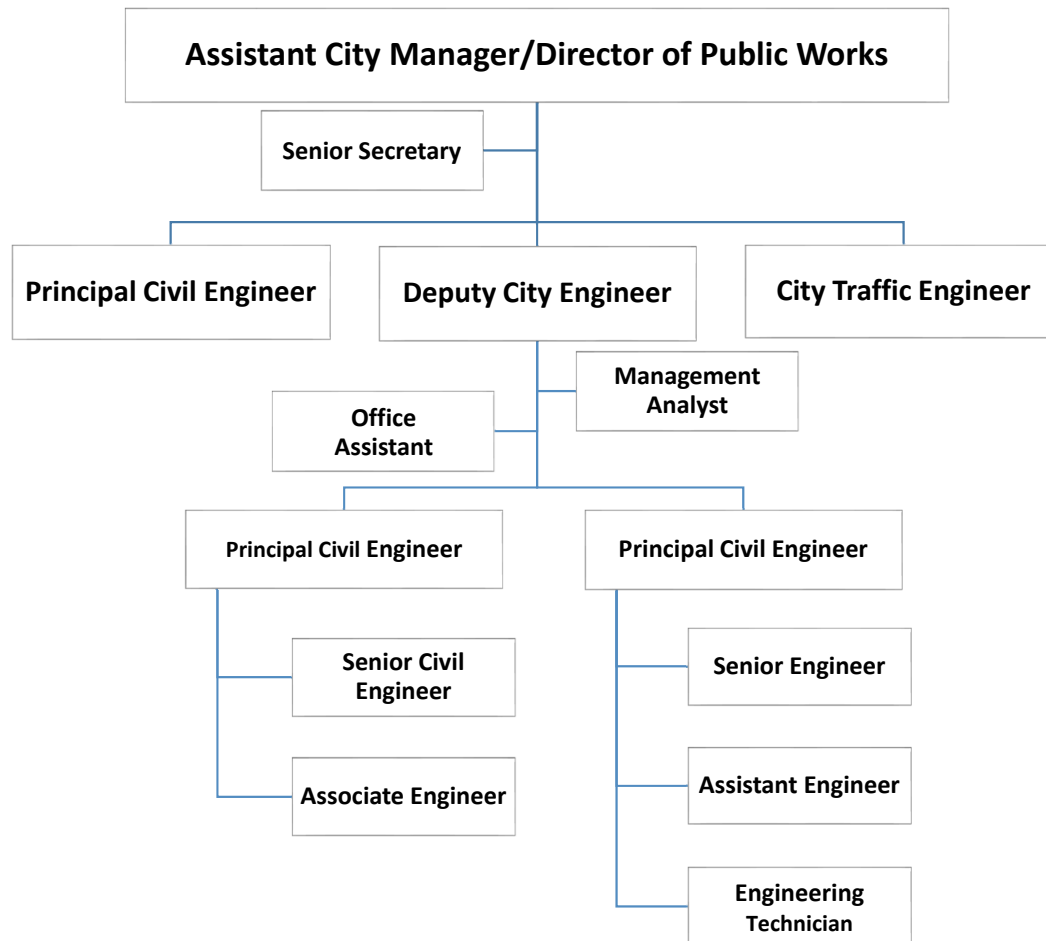 Assistant City Manager/Director of Public Works
Senior Secretary
Principal Civil Engineer
Deputy City Engineer
City Traffic Engineer
Management
Analyst
Office
Assistant
Principal Civil Engineer
Principal Civil Engineer
Senior Civil
Engineer
Associate Engineer
Senior Engineer
Assistant Engineer
Engineering
Technician